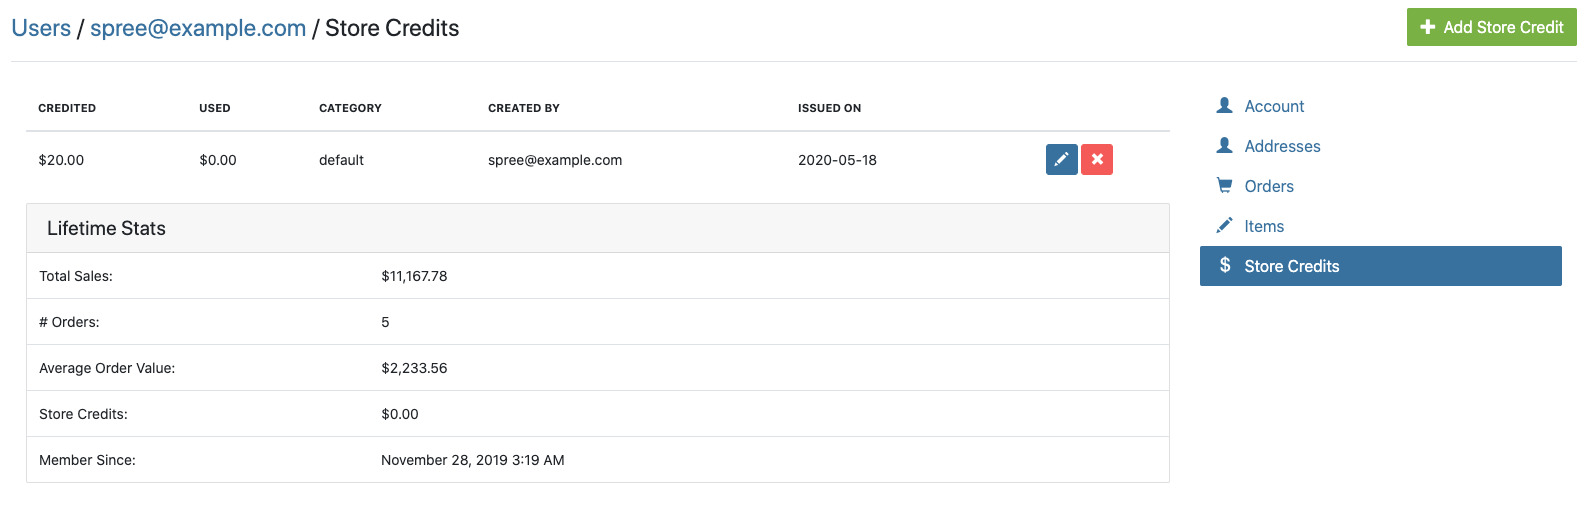 Users / spree@example.com / Store Credits
Add Store Credit
CREDITED USED CATEGORY CREATED BY ISSUED ON
$20.00 $0.00 default spree@example.com 2020-05-18
Lifetime Stats
Total Sales: $11,167.78
# Orders: 5
Average Order Value: $2,233.56
Store Credits: $0.00
Member Since: November 28, 2019 3:19 AM
Account
Addresses
Orders
Items
$ Store Credits